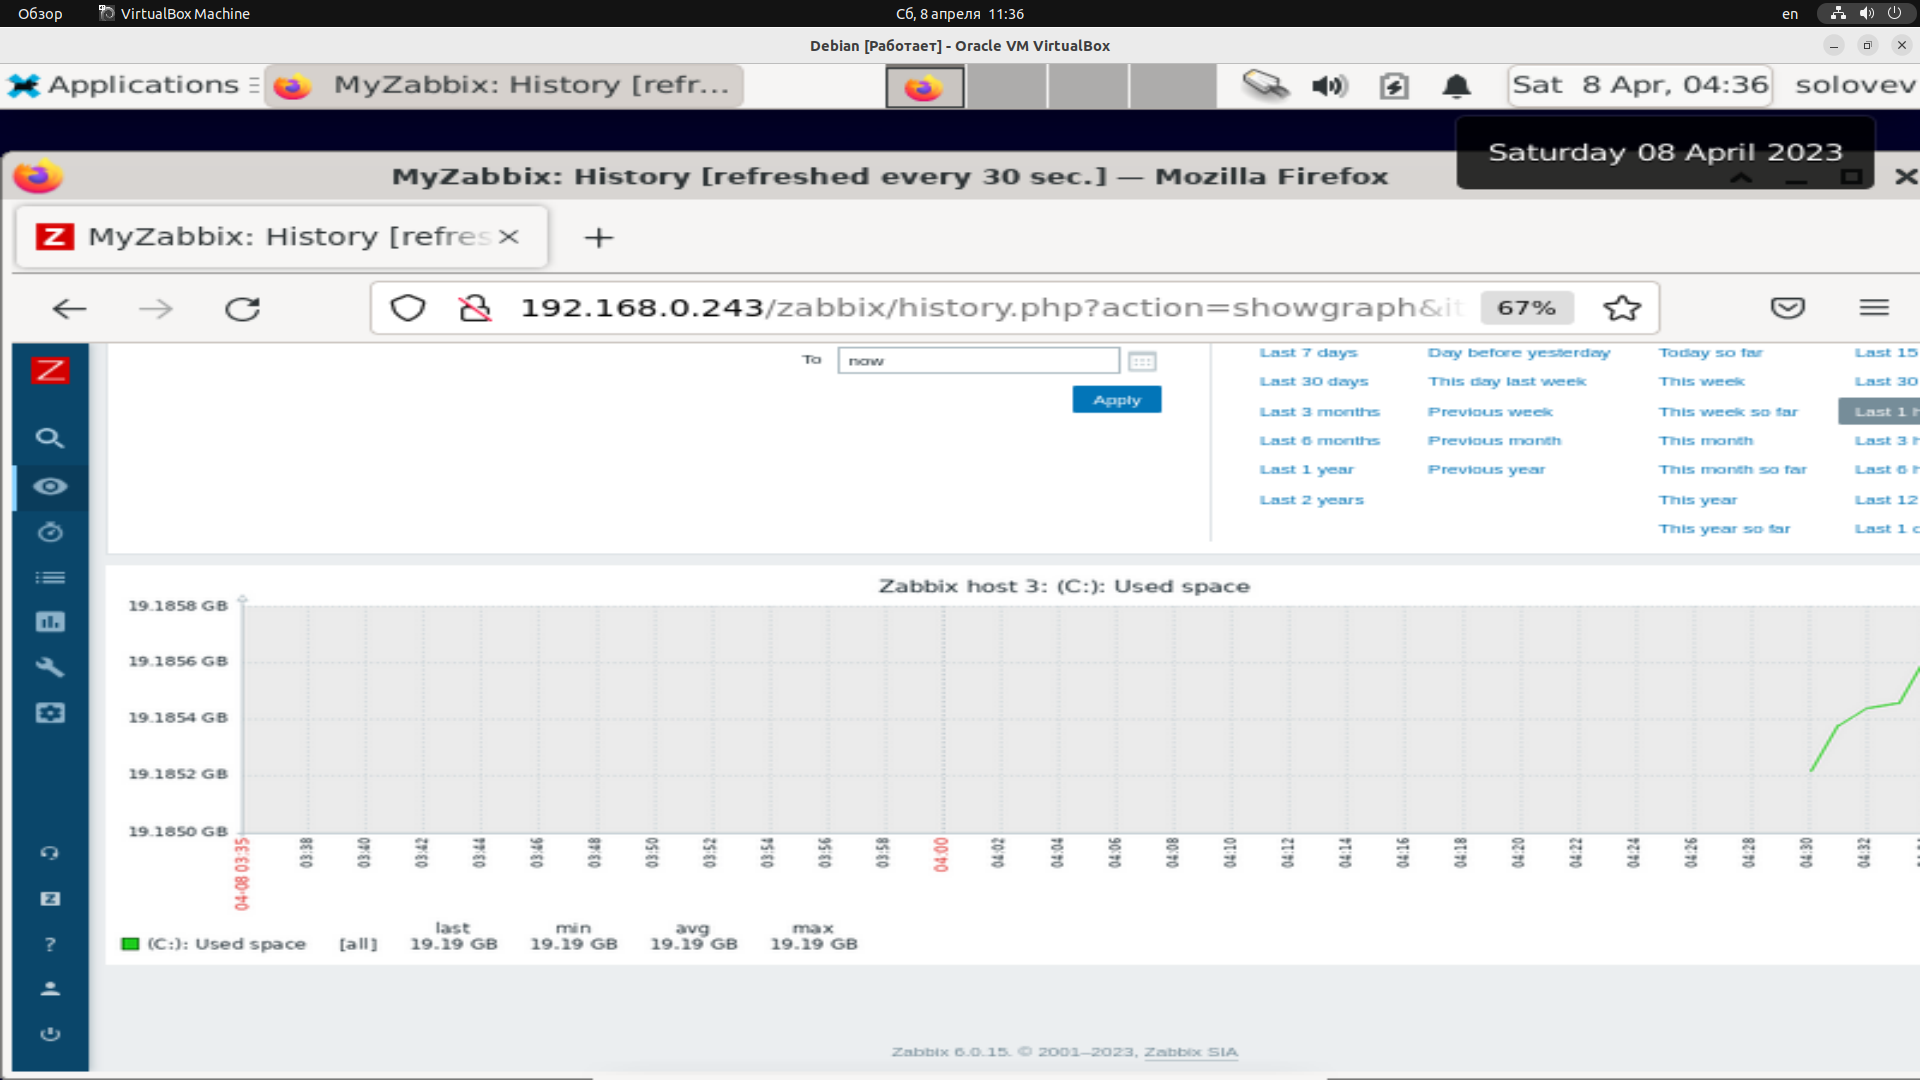 Обзор VirtualBox Machine Сб, 8 апреля 11:36 en
Debian [Работает] - Oracle VM VirtualBox
Applications MyZabbix: History [refr... Sat 8 Apr, 04:36 solovev
Saturday 08 April 2023
MyZabbix: History [refreshed every 30 sec.] — Mozilla Firefox
MyZabbix: History [refres
192.168.0.243/zabbix/history.php?action=showgraph&it 67%
To now
Apply
Last 7 days Day before yesterday Today so far Last 15
Last 30 days This day last week This week Last 30
Last 3 months Previous week This week so far Last 1 h
Last 6 months Previous month This month Last 3 h
Last 1 year Previous year This month so far Last 6 h
Last 2 years This year Last 12
This year so far Last 1 d
Zabbix host 3: (C:): Used space
19.1858 GB
19.1856 GB
19.1854 GB
19.1852 GB
19.1850 GB
04-08 03:35 03:38 03:40 03:42 03:44 03:46 03:48 03:50 03:52 03:54 03:56 03:58 04:00 04:02 04:04 04:06 04:08 04:10 04:12 04:14 04:16 04:18 04:20 04:22 04:24 04:26 04:28 04:30 04:32
last min avg max
(C:): Used space [all] 19.19 GB 19.19 GB 19.19 GB 19.19 GB
Zabbix 6.0.15. © 2001–2023, Zabbix SIA